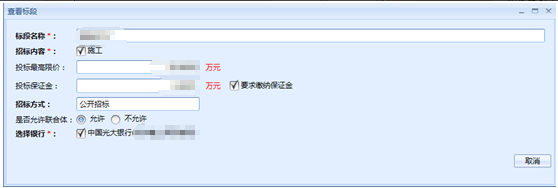 查看标段
标段名称 * ：
招标内容 * ： 施工
投标最高限价： 万元
投标保证金： 万元 要求缴纳保证金
招标方式： 公开招标
是否允许联合体： 允许 不允许
选择银行 * ： 中国光大银行
取消